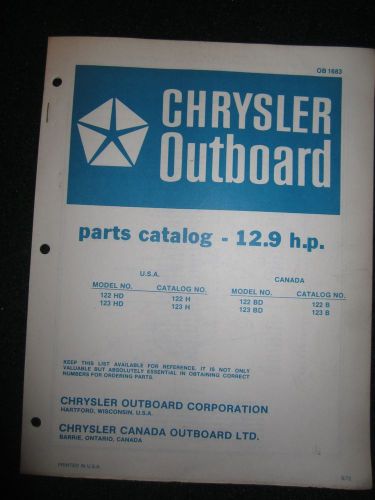 OB 1683
CHRYSLER
Outboard
parts catalog - 12.9 h.p.
U.S.A. CANADA
MODEL NO. CATALOG NO. MODEL NO. CATALOG NO.
122 HD 122 H 122 BD 122 B
123 HD 123 H 123 BD 123 B
KEEP THIS LIST AVAILABLE FOR REFERENCE. IT IS NOT ONLY
VALUABLE BUT ABSOLUTELY ESSENTIAL IN OBTAINING CORRECT
NUMBERS FOR ORDERING PARTS.
CHRYSLER OUTBOARD CORPORATION
HARTFORD, WISCONSIN, U.S.A.
CHRYSLER CANADA OUTBOARD LTD.
BARRIE, ONTARIO, CANADA
PRINTED IN U.S.A.